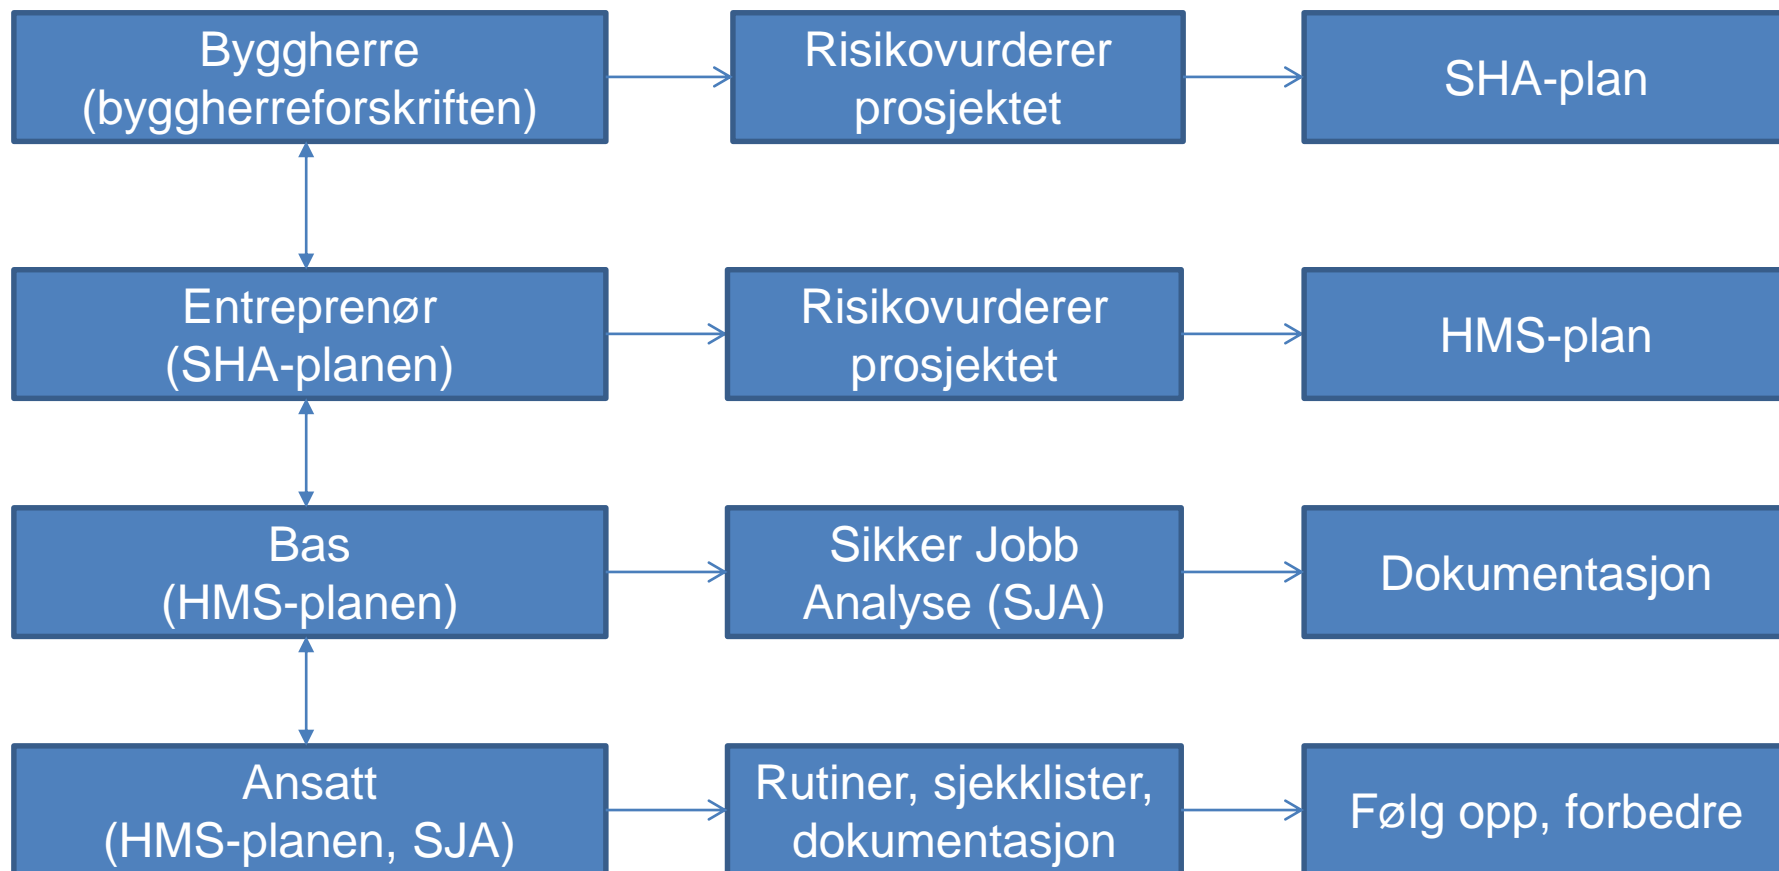 Byggherre
(byggherreforskriften)
Risikovurderer
prosjektet
SHA-plan
Entreprenør
(SHA-planen)
Risikovurderer
prosjektet
HMS-plan
Bas
(HMS-planen)
Sikker Jobb
Analyse (SJA)
Dokumentasjon
Ansatt
(HMS-planen, SJA)
Rutiner, sjekklister,
dokumentasjon
Følg opp, forbedre